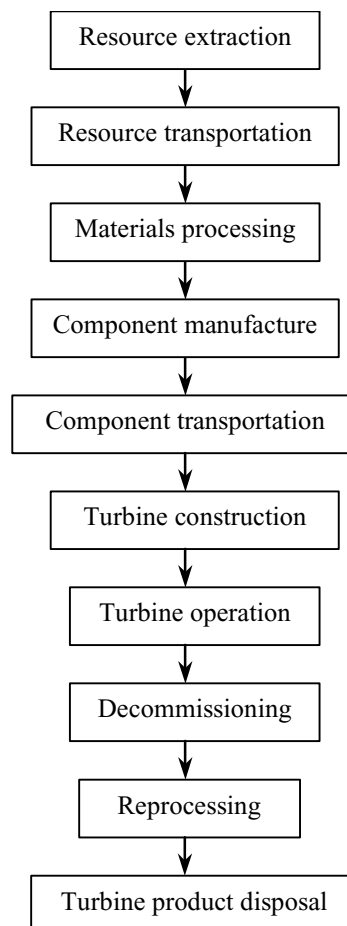 Resource extraction
Resource transportation
Materials processing
Component manufacture
Component transportation
Turbine construction
Turbine operation
Decommissioning
Reprocessing
Turbine product disposal